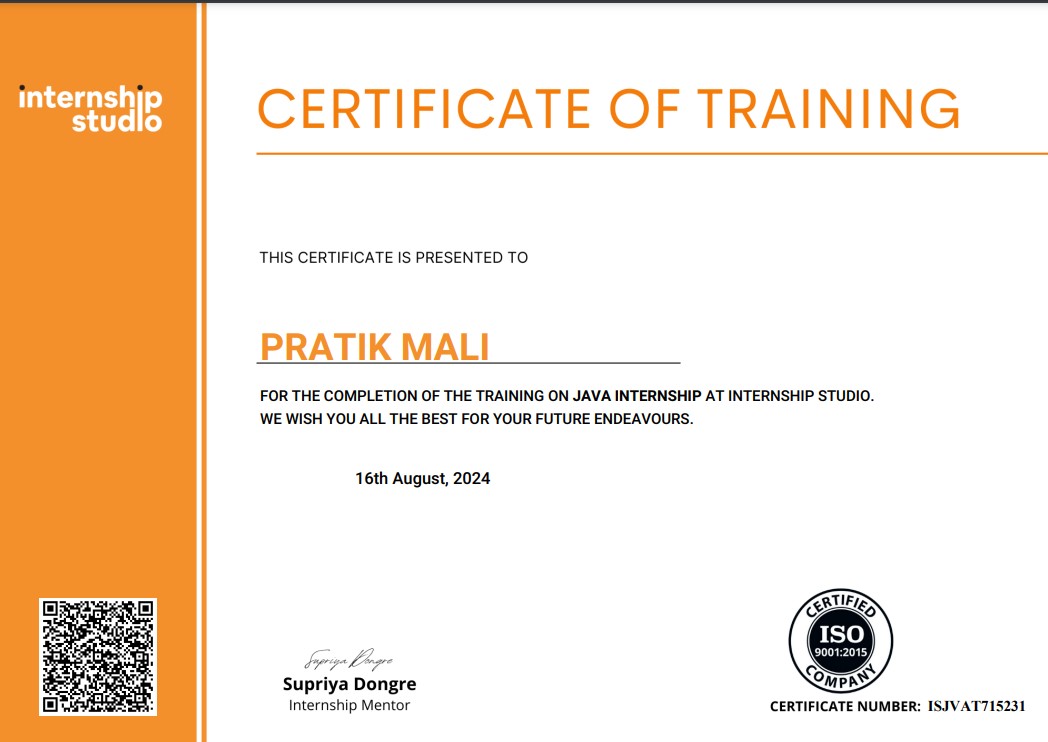 internship
studio
CERTIFICATE OF TRAINING
THIS CERTIFICATE IS PRESENTED TO
PRATIK MALI
FOR THE COMPLETION OF THE TRAINING ON JAVA INTERNSHIP AT INTERNSHIP STUDIO.
WE WISH YOU ALL THE BEST FOR YOUR FUTURE ENDEAVOURS.
16th August, 2024
Supriya Dongre
Supriya Dongre
Internship Mentor
CERTIFIED
ISO
9001:2015
COMPANY
CERTIFICATE NUMBER: ISJVAT715231